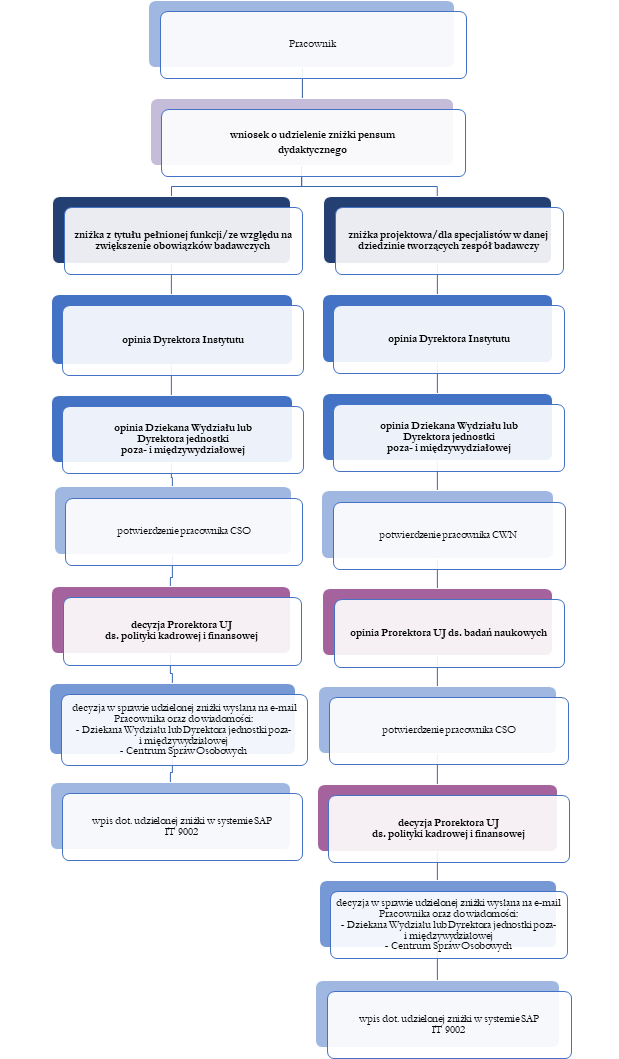 Pracownik
wniosek o udzielenie zniżki pensum
dydaktycznego
zniżka z tytułu pełnionej funkcji/ze względu na
zwiększenie obowiązków badawczych
opinia Dyrektora Instytutu
opinia Dziekana Wydziału lub
Dyrektora jednostki
poza- i międzywydziałowej
potwierdzenie pracownika CSO
decyzja Prorektora UJ
ds. polityki kadrowej i finansowej
decyzja w sprawie udzielonej zniżki wysłana na e-mail
Pracownika oraz do wiadomości:
- Dziekana Wydziału lub Dyrektora jednostki poza-
i międzywydziałowej
- Centrum Spraw Osobowych
wpis dot. udzielonej zniżki w systemie SAP
IT 9002
zniżka projektowa/dla specjalistów w danej
dziedzinie tworzących zespół badawczy
opinia Dyrektora Instytutu
opinia Dziekana Wydziału lub
Dyrektora jednostki
poza- i międzywydziałowej
potwierdzenie pracownika CWN
opinia Prorektora UJ ds. badań naukowych
potwierdzenie pracownika CSO
decyzja Prorektora UJ
ds. polityki kadrowej i finansowej
decyzja w sprawie udzielonej zniżki wysłana na e-mail
Pracownika oraz do wiadomości:
- Dziekana Wydziału lub Dyrektora jednostki poza-
i międzywydziałowej
- Centrum Spraw Osobowych
wpis dot. udzielonej zniżki w systemie SAP
IT 9002